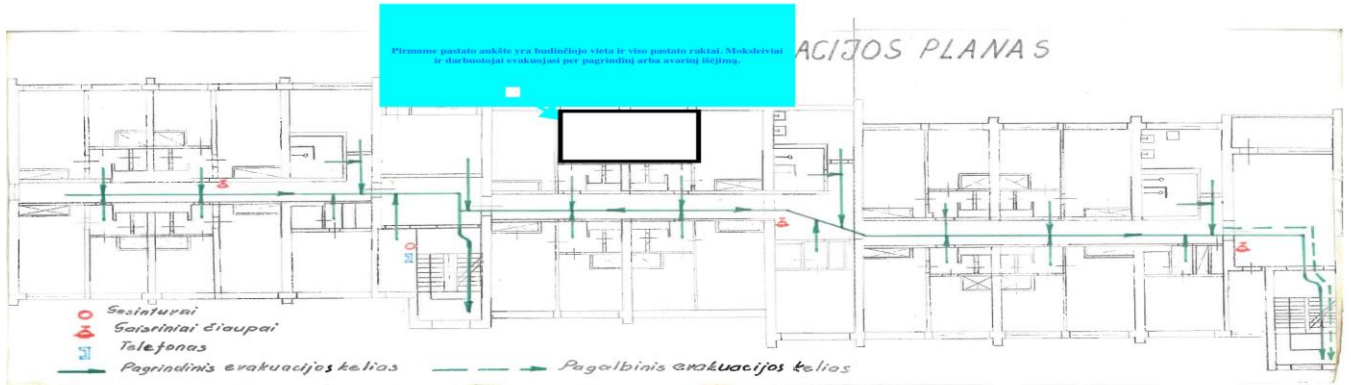 Pirmame pastato aukšte yra budinčiojo vieta ir viso pastato raktai. Moksleiviai
ir darbuotojai evakuojasi per pagrindinį arba avarinį išėjimą.
ACIJOS PLANAS
Gesintuvai
Gaisriniai čiaupai
Telefonas
Pagrindinis evakuacijos kelias
Pagalbinis evakuacijos kelias